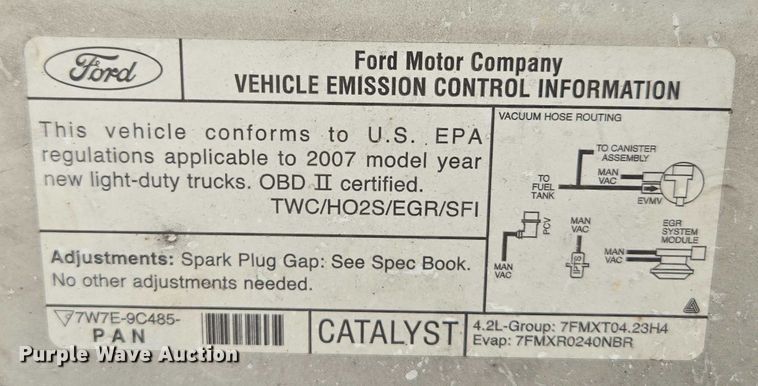 Ford
Ford Motor Company
VEHICLE EMISSION CONTROL INFORMATION
This vehicle conforms to U.S. EPA
regulations applicable to 2007 model year
new light-duty trucks. OBD II certified.
TWC/HO2S/EGR/SFI
Adjustments: Spark Plug Gap: See Spec Book.
No other adjustments needed.
VACUUM HOSE ROUTING
TO CANISTER
ASSEMBLY
MAN
VAC
TO
FUEL
TANK
EVMV
PCV
MAN
VAC
MAN
VAC
IPTS
EGR
SYSTEM
MODULE
MAN
VAC
7W7E-9C485-
PAN
CATALYST
4.2L-Group: 7FMXT04.23H4
Evap: 7FMXR0240NBR
Purple Wave Auction